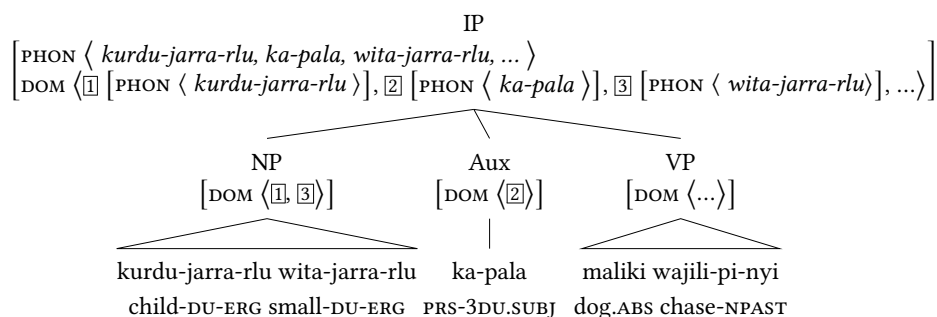 IP
PHON ⟨ kurdu-jarra-rlu, ka-pala, wita-jarra-rlu, ... ⟩
DOM ⟨1 [PHON ⟨ kurdu-jarra-rlu ⟩], 2 [PHON ⟨ ka-pala ⟩], 3 [PHON ⟨ wita-jarra-rlu⟩], ...⟩
NP Aux VP
[DOM ⟨1, 3⟩] [DOM ⟨2⟩] [DOM ⟨...⟩]
kurdu-jarra-rlu wita-jarra-rlu ka-pala maliki wajili-pi-nyi
child-DU-ERG small-DU-ERG PRS-3DU.SUBJ dog.ABS chase-NPAST